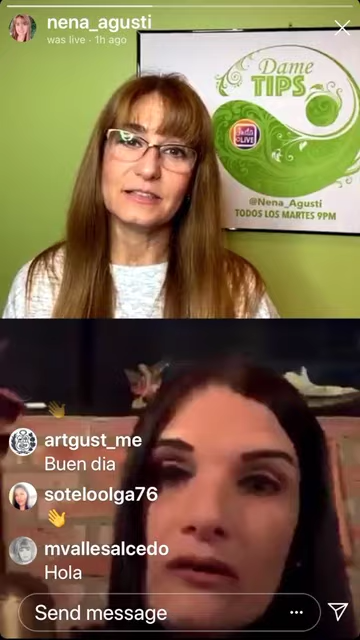 nena_agusti
was live · 1h ago
Dame
TIPS
Insta
LIVE
@Nena_Agusti
TODOS LOS MARTES 9PM
👋
artgust_me
Buen dia
soteloolga76
👋
mvallesalcedo
Hola
Send message